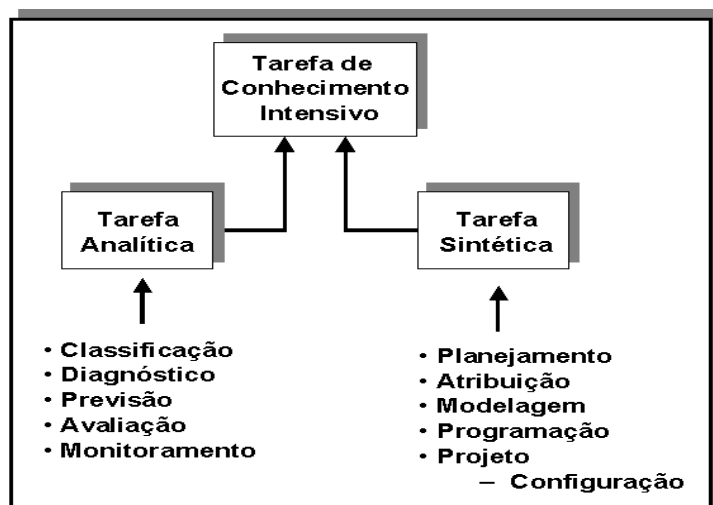 Tarefa de
Conhecimento
Intensivo
Tarefa
Analítica
Tarefa
Sintética
• Classificação
• Diagnóstico
• Previsão
• Avaliação
• Monitoramento
• Planejamento
• Atribuição
• Modelagem
• Programação
• Projeto
– Configuração